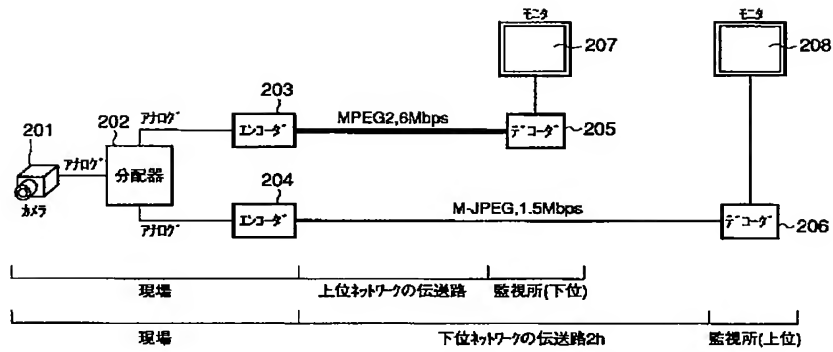 モニタ
モニタ
207
208
203
201
202
アナログ
エンコーダ
MPEG2,6Mbps
デコーダ
205
アナログ
分配器
204
カメラ
アナログ
エンコーダ
M-JPEG,1.5Mbps
デコーダ
206
現場
上位ネットワークの伝送路
監視所(下位)
現場
下位ネットワークの伝送路2h
監視所(上位)